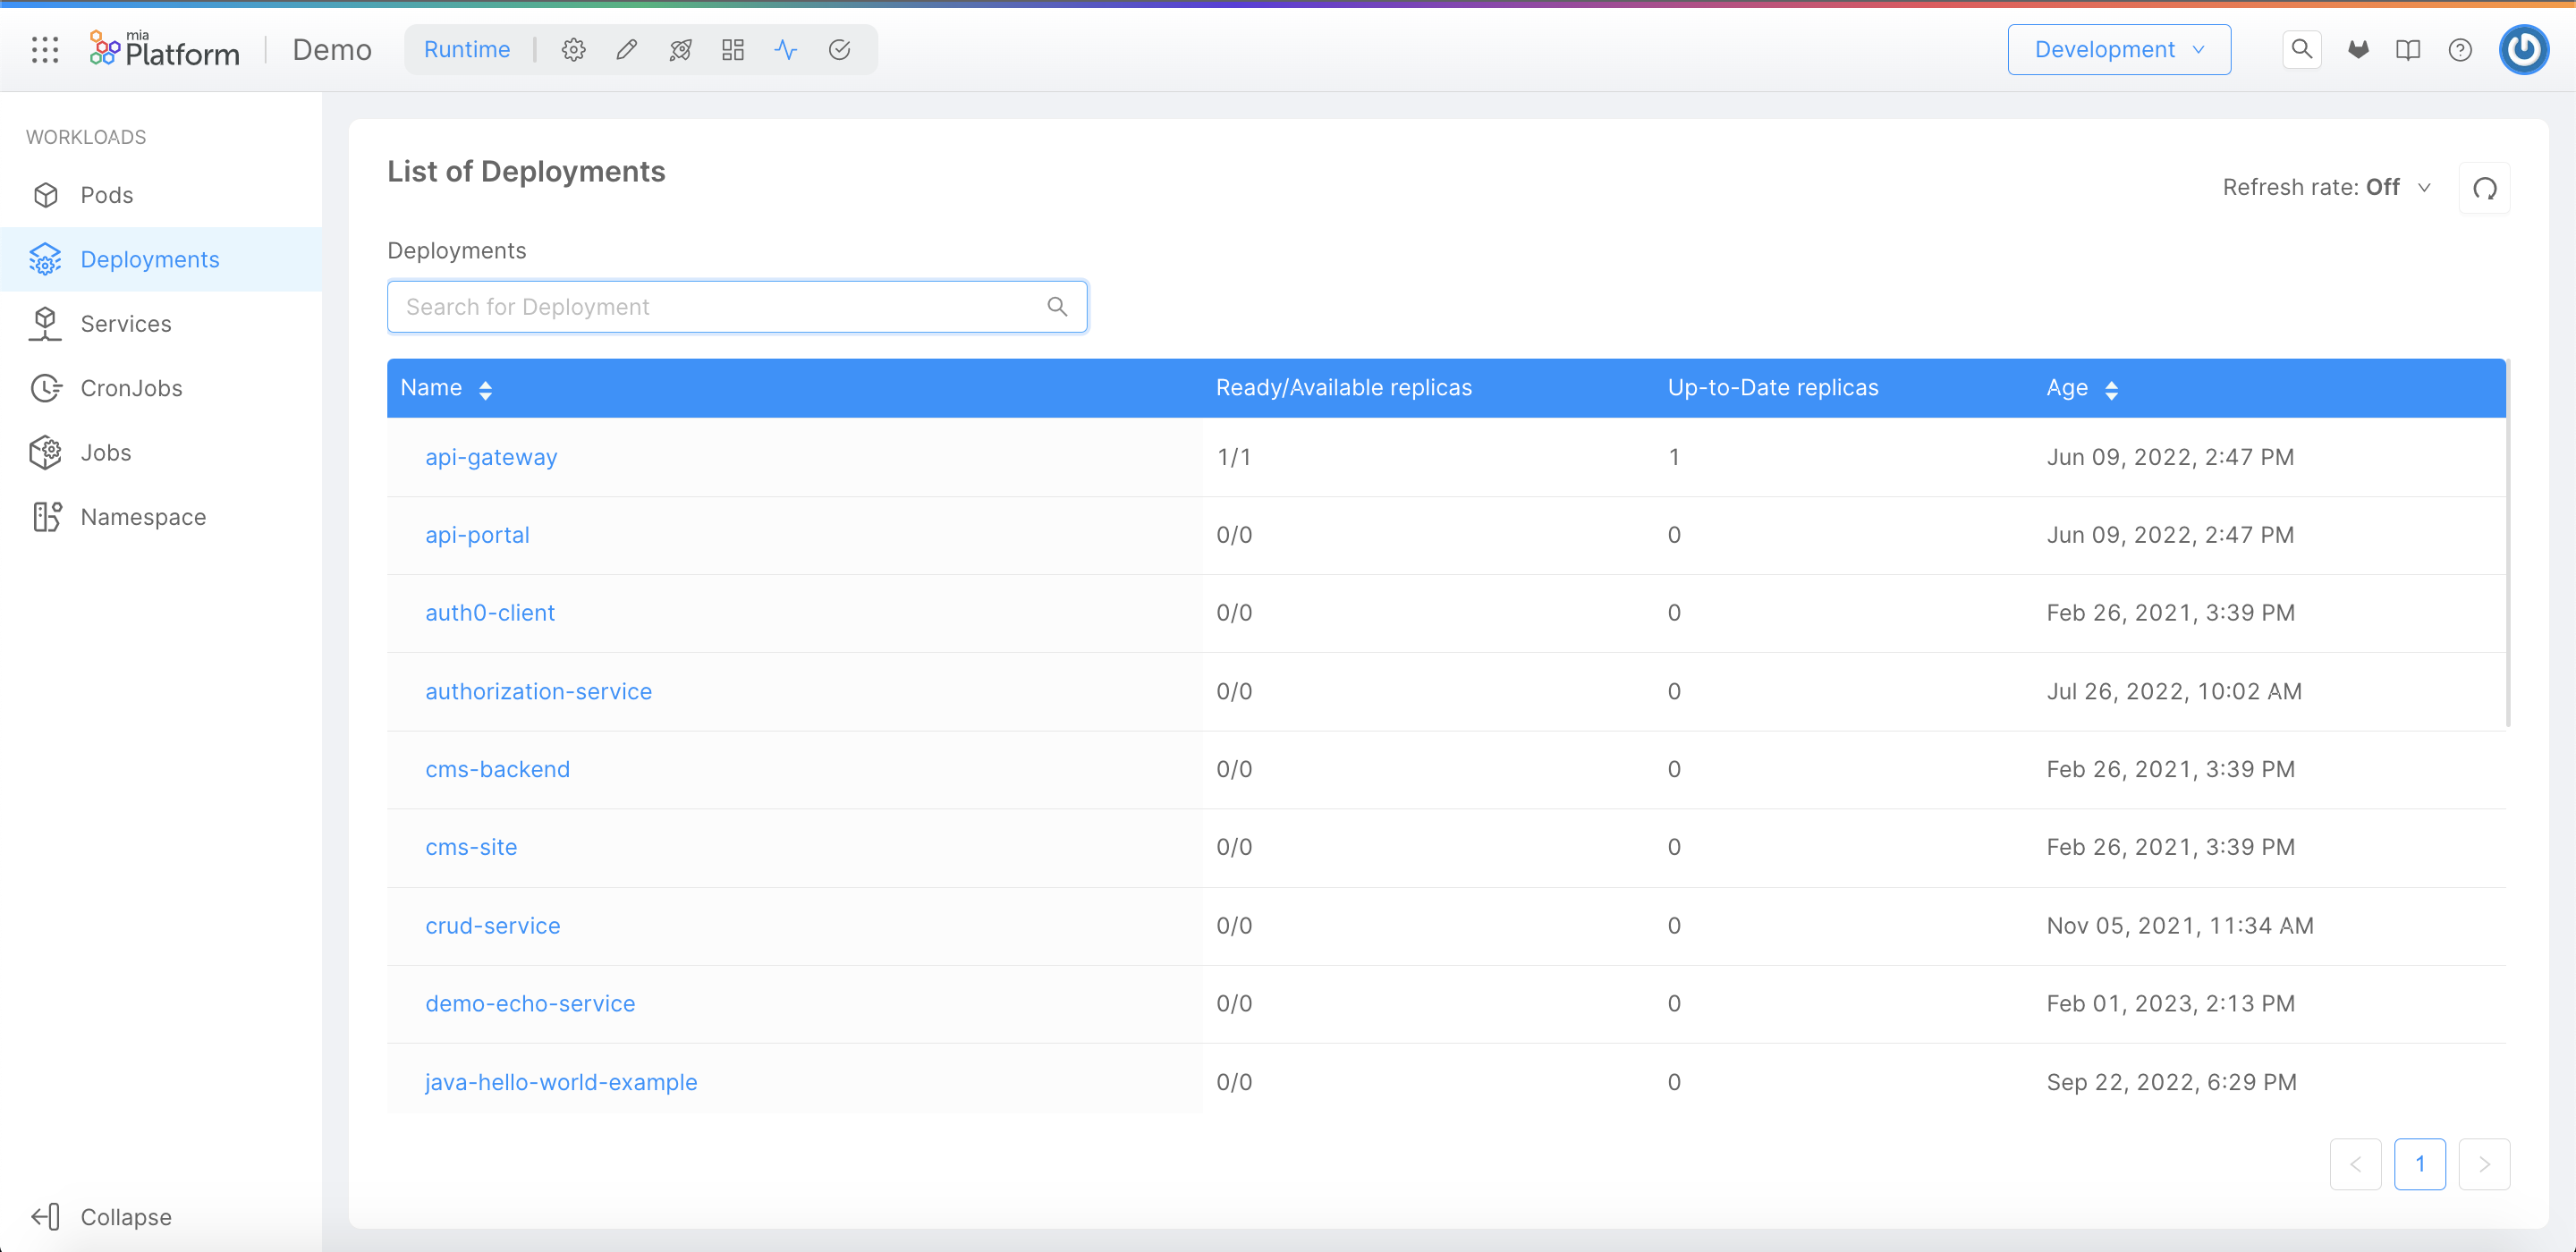 mia
Platform
Demo
Runtime
Development
WORKLOADS
Pods
Deployments
Services
CronJobs
Jobs
Namespace
Collapse
List of Deployments
Refresh rate: Off
Deployments
Search for Deployment
Name Ready/Available replicas Up-to-Date replicas Age
api-gateway 1/1 1 Jun 09, 2022, 2:47 PM
api-portal 0/0 0 Jun 09, 2022, 2:47 PM
auth0-client 0/0 0 Feb 26, 2021, 3:39 PM
authorization-service 0/0 0 Jul 26, 2022, 10:02 AM
cms-backend 0/0 0 Feb 26, 2021, 3:39 PM
cms-site 0/0 0 Feb 26, 2021, 3:39 PM
crud-service 0/0 0 Nov 05, 2021, 11:34 AM
demo-echo-service 0/0 0 Feb 01, 2023, 2:13 PM
java-hello-world-example 0/0 0 Sep 22, 2022, 6:29 PM
1